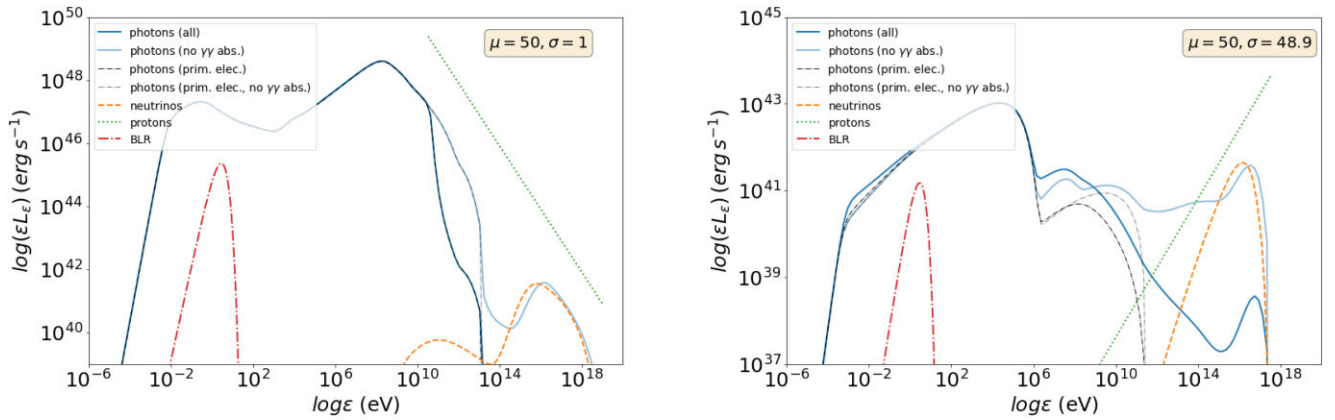 10^50
10^48
10^46
10^44
10^42
10^40
log(εL_ε) (erg s^−1)
photons (all)
photons (no γγ abs.)
photons (prim. elec.)
photons (prim. elec., no γγ abs.)
neutrinos
protons
BLR
μ = 50, σ = 1
10^−6 10^−2 10^2 10^6 10^10 10^14 10^18
logε (eV)
10^45
10^43
10^41
10^39
10^37
log(εL_ε) (erg s^−1)
photons (all)
photons (no γγ abs.)
photons (prim. elec.)
photons (prim. elec., no γγ abs.)
neutrinos
protons
BLR
μ = 50, σ = 48.9
10^−6 10^−2 10^2 10^6 10^10 10^14 10^18
logε (eV)